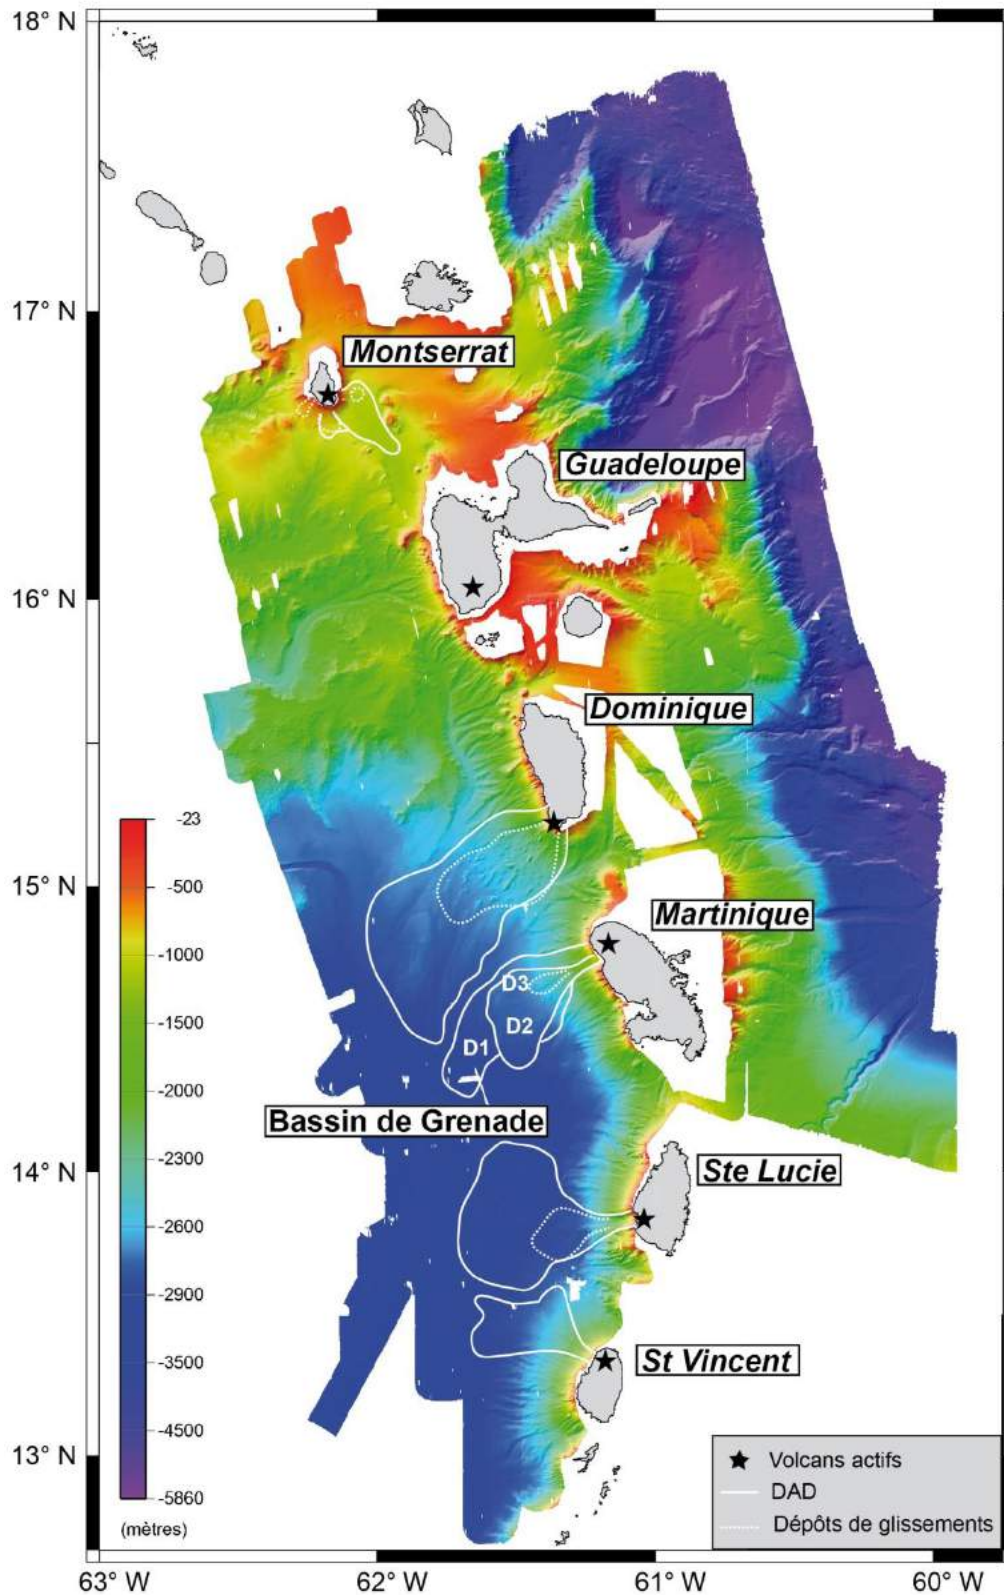 18° N
17° N
Montserrat
Guadeloupe
16° N
Dominique
-23
-500
15° N
Martinique
-1000
D3
-1500
D2
D1
-2000
Bassin de Grenade
-2300
14° N
Ste Lucie
-2600
-2900
-3500
St Vincent
-4500
13° N
Volcans actifs
-5860
DAD
(mètres)
Dépôts de glissements
63° W
62° W
61° W
60° W